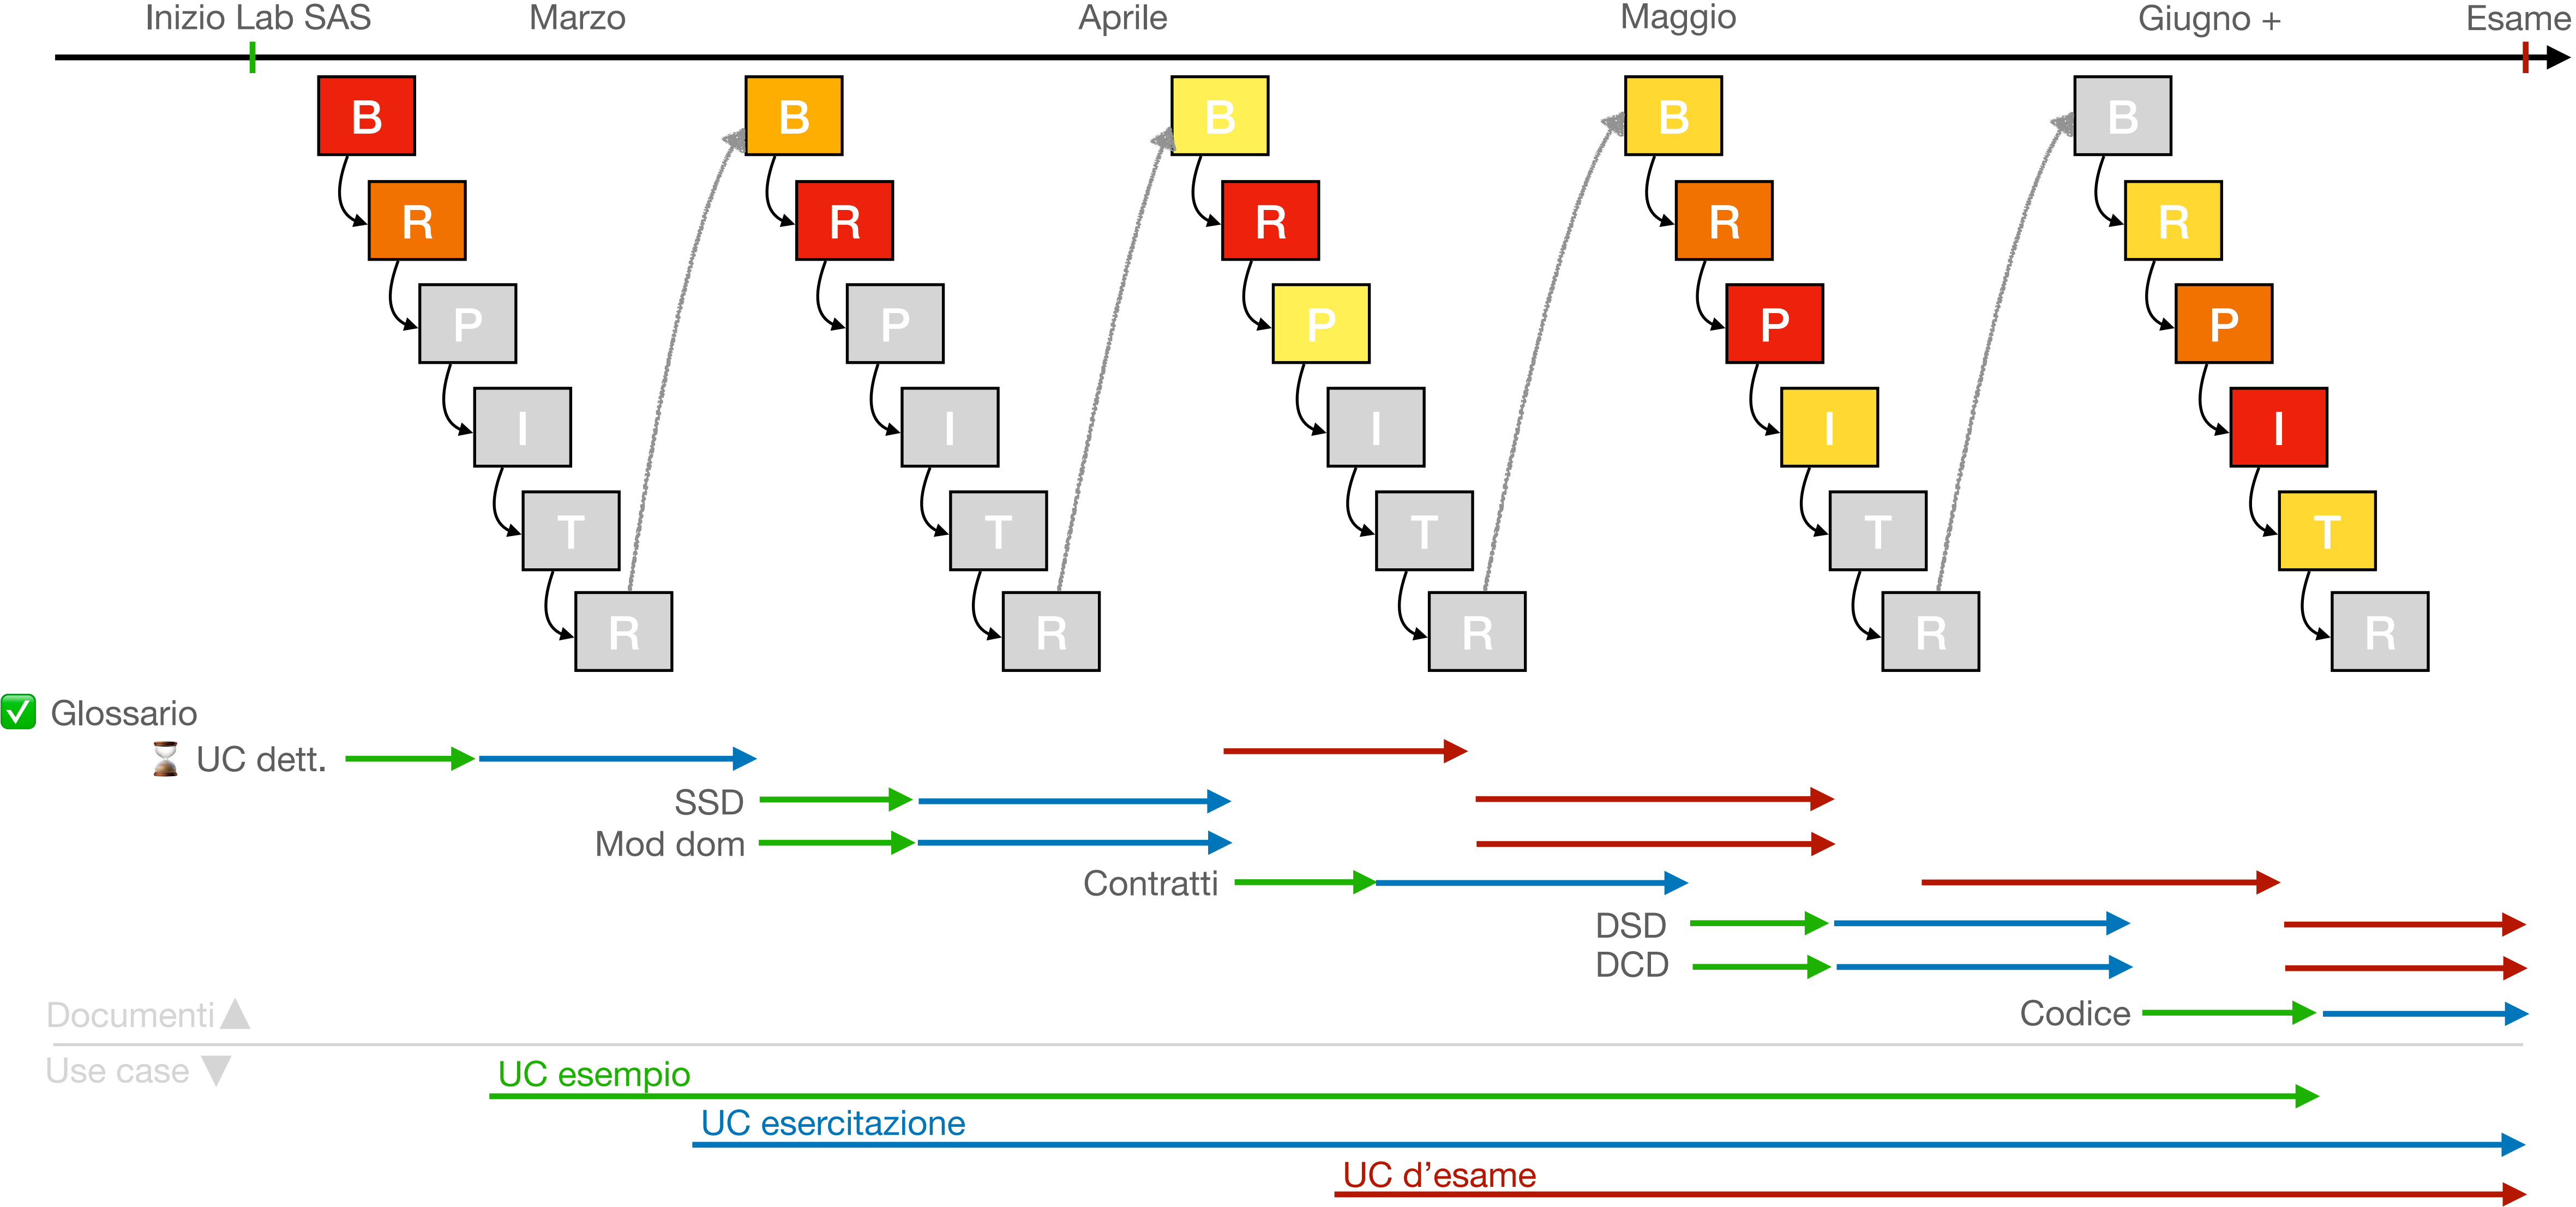 Inizio Lab SAS Marzo Aprile Maggio Giugno + Esame
B B B B B
R R R R R
P P P P P
I I I I I
T T T T T
R R R R R
✅ Glossario
⏳ UC dett.
SSD
Mod dom
Contratti
DSD
DCD
Documenti▲ Codice
Use case ▼
UC esempio
UC esercitazione
UC d’esame